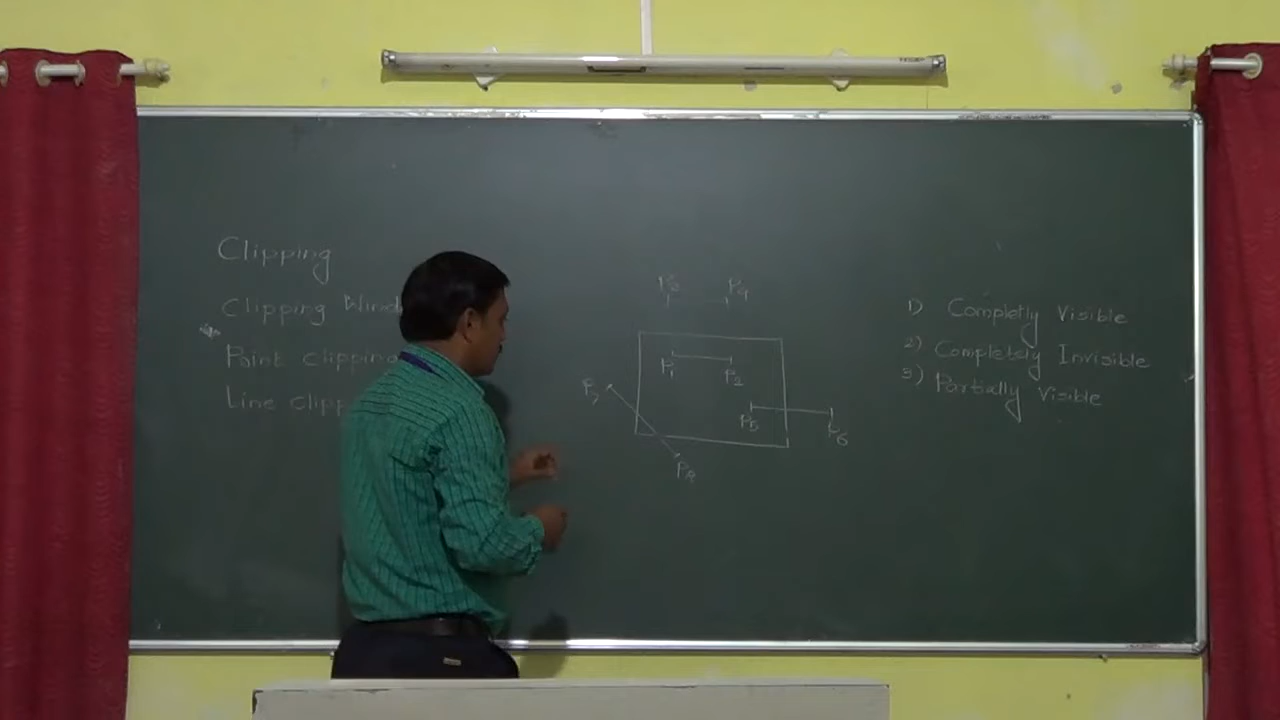 Clipping
Clipping Wind
Point clipping
Line clipp
P3 P4
P1 P2
P7
P5 P6
P8
1) Completly Visible
2) Completely Invisible
3) Partially Visible